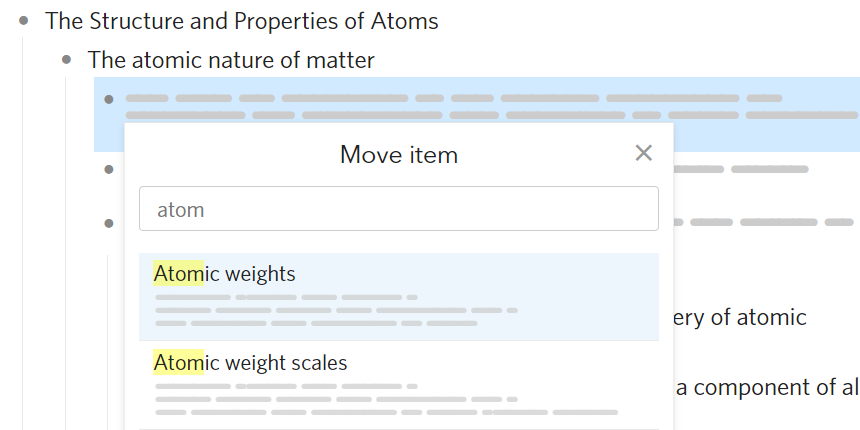 The Structure and Properties of Atoms
The atomic nature of matter
Move item
atom
Atomic weights
ery of atomic
Atomic weight scales
a component of al